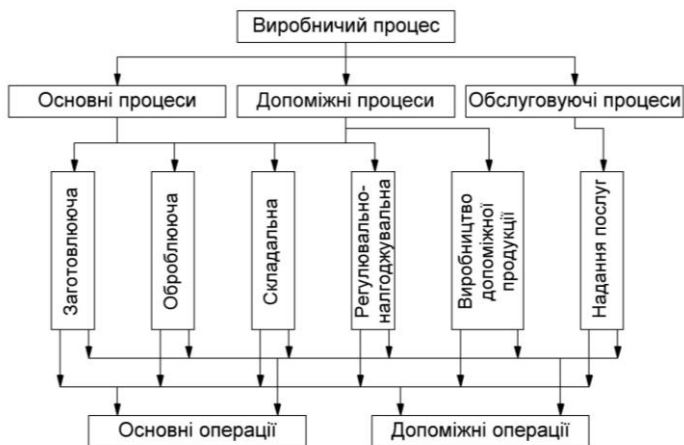 Виробничий процес
Основні процеси
Допоміжні процеси
Обслуговуючі процеси
Заготовлююча
Оброблююча
Складальна
Регулювально-
налгоджувальна
Виробництво
допоміжної
продукції
Надання послуг
Основні операції
Допоміжні операції